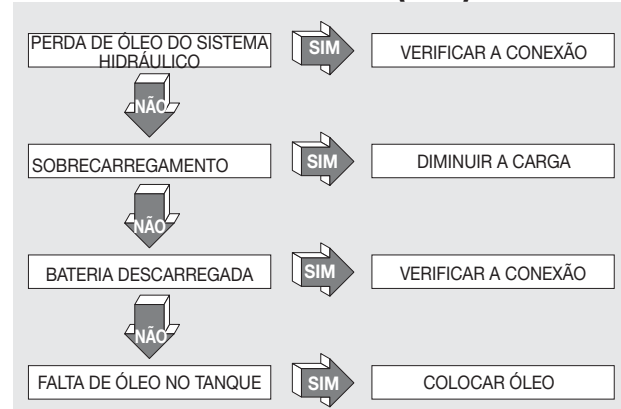 PERDA DE ÓLEO DO SISTEMA
HIDRÁULICO
SIM
VERIFICAR A CONEXÃO
NÃO
SOBRECARREGAMENTO
SIM
DIMINUIR A CARGA
NÃO
BATERIA DESCARREGADA
SIM
VERIFICAR A CONEXÃO
NÃO
FALTA DE ÓLEO NO TANQUE
SIM
COLOCAR ÓLEO